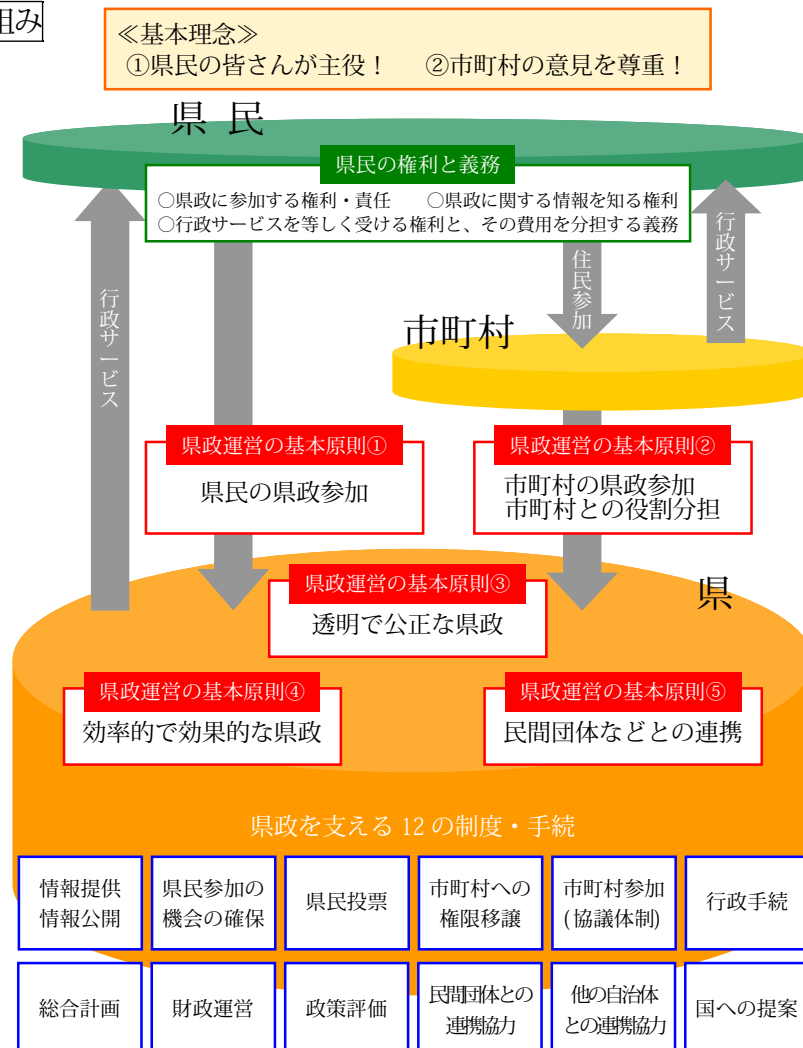 組み
≪基本理念≫
①県民の皆さんが主役！　②市町村の意見を尊重！
県 民
県民の権利と義務
○県政に参加する権利・責任　○県政に関する情報を知る権利
○行政サービスを等しく受ける権利と、その費用を分担する義務
行政サービス
住民参加
行政サービス
市町村
県政運営の基本原則①
県民の県政参加
県政運営の基本原則②
市町村の県政参加
市町村との役割分担
県
県政運営の基本原則③
透明で公正な県政
県政運営の基本原則④
効率的で効果的な県政
県政運営の基本原則⑤
民間団体などとの連携
県政を支える 12 の制度・手続
情報提供
情報公開
県民参加の
機会の確保
県民投票
市町村への
権限移譲
市町村参加
(協議体制)
行政手続
総合計画
財政運営
政策評価
民間団体との
連携協力
他の自治体
との連携協力
国への提案